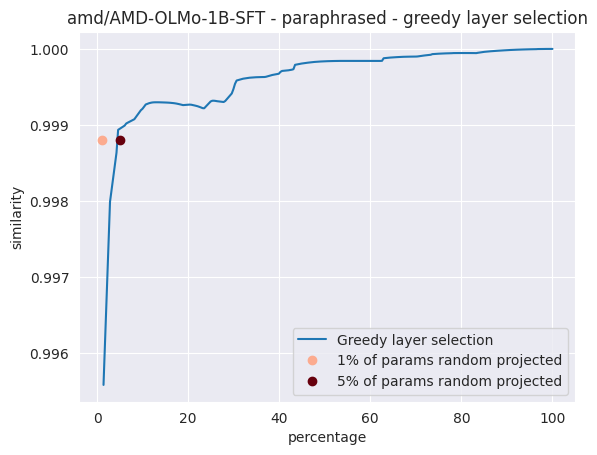 amd/AMD-OLMo-1B-SFT - paraphrased - greedy layer selection
1.000
0.999
0.998
0.997
0.996
similarity
0
20
40
60
80
100
percentage
Greedy layer selection
1% of params random projected
5% of params random projected